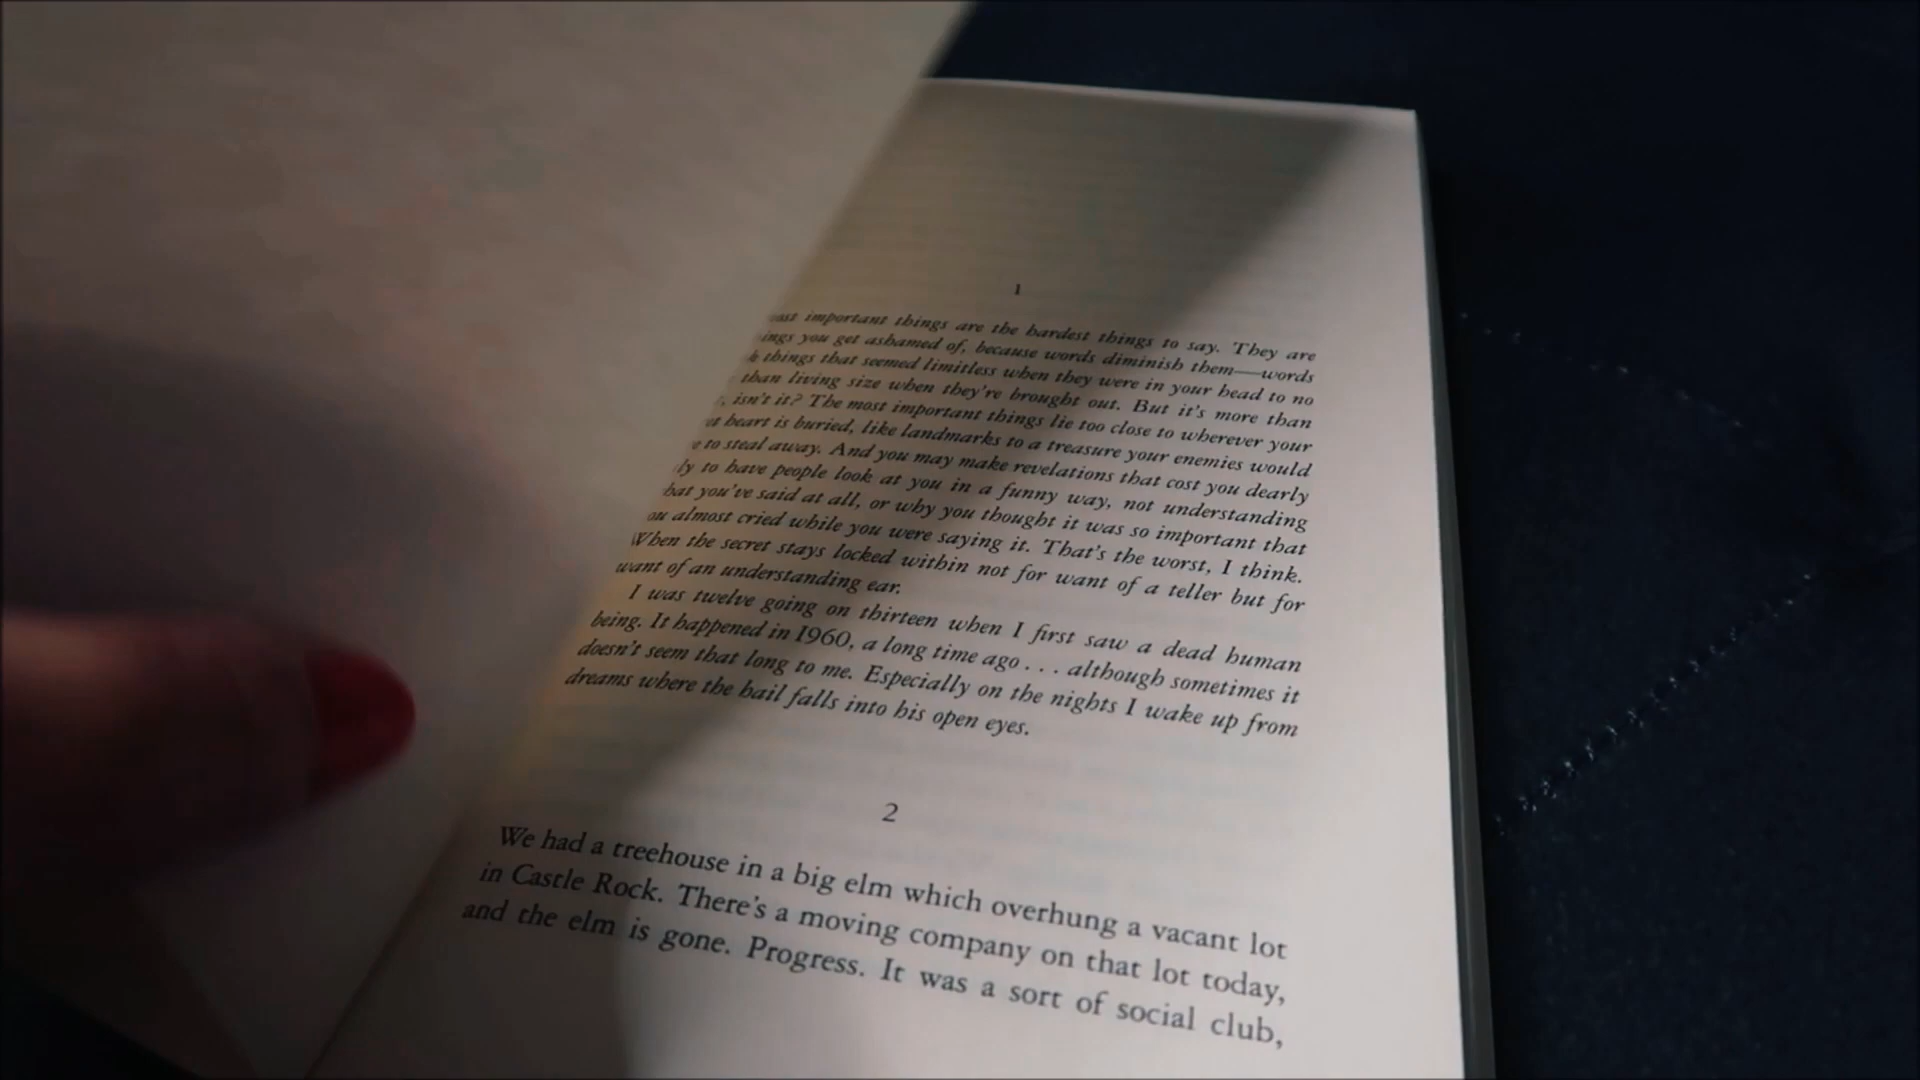 1
important things are the hardest things to say. They are
you get ashamed of, because words diminish them—words
things that seemed limitless when they were in your head to no
than living size when they're brought out. But it's more than
isn't it? The most important things lie too close to wherever your
heart is buried, like landmarks to a treasure your enemies would
to steal away. And you may make revelations that cost you dearly
to have people look at you in a funny way, not understanding
you've said at all, or why you thought it was so important that
almost cried while you were saying it. That's the worst, I think.
When the secret stays locked within not for want of a teller but for
want of an understanding ear.
I was twelve going on thirteen when I first saw a dead human
being. It happened in 1960, a long time ago . . . although sometimes it
doesn't seem that long to me. Especially on the nights I wake up from
dreams where the hail falls into his open eyes.
2
We had a treehouse in a big elm which overhung a vacant lot
in Castle Rock. There's a moving company on that lot today,
and the elm is gone. Progress. It was a sort of social club,